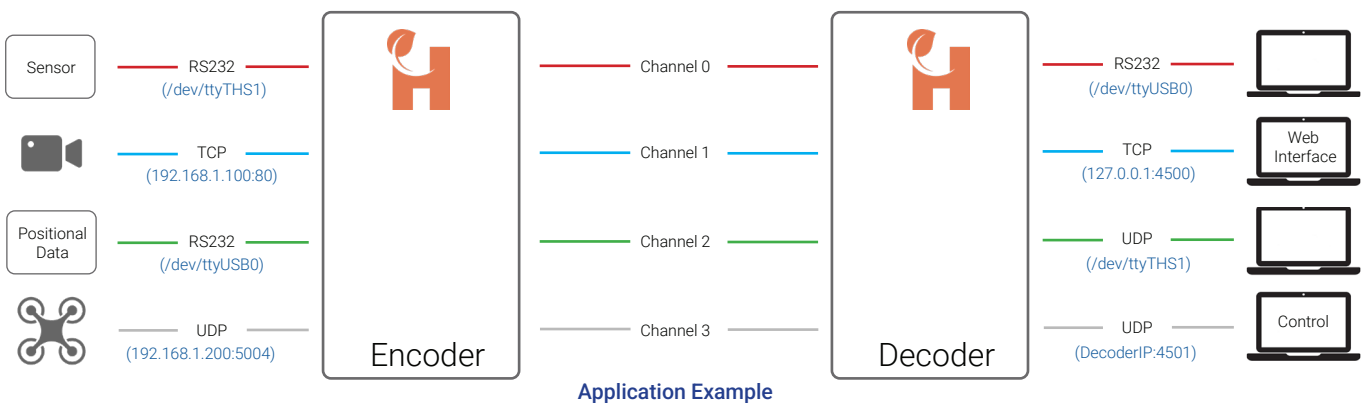 Sensor
RS232
(/dev/ttyTHS1)
Channel 0
RS232
(/dev/ttyUSB0)
TCP
(192.168.1.100:80)
Channel 1
TCP
(127.0.0.1:4500)
Web
Interface
Positional
Data
RS232
(/dev/ttyUSB0)
Channel 2
UDP
(/dev/ttyTHS1)
UDP
(192.168.1.200:5004)
Channel 3
UDP
(DecoderIP:4501)
Control
Encoder
Decoder
Application Example